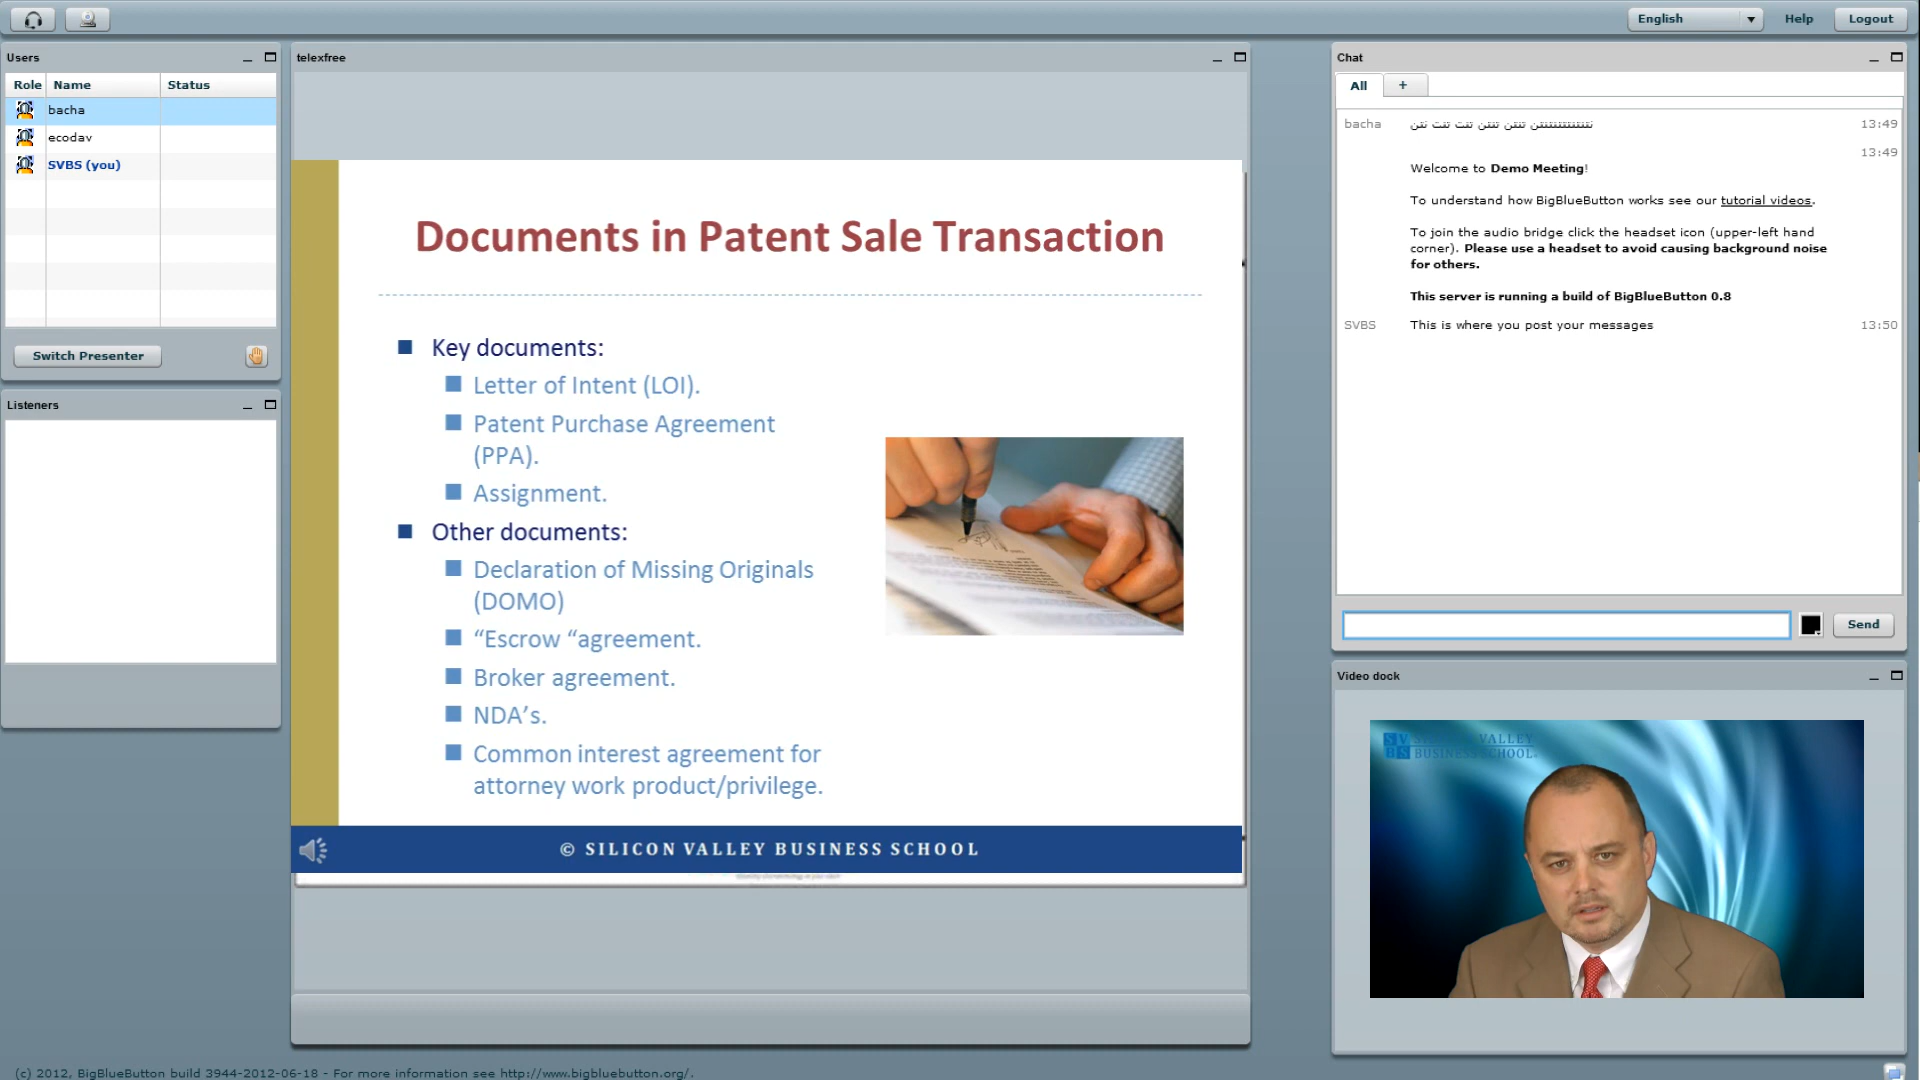 English
Help
Logout
Users
Role Name Status
bacha
ecodav
SVBS (you)
Switch Presenter
Listeners
telexfree
Documents in Patent Sale Transaction
Key documents:
Letter of Intent (LOI).
Patent Purchase Agreement
(PPA).
Assignment.
Other documents:
Declaration of Missing Originals
(DOMO)
“Escrow “agreement.
Broker agreement.
NDA’s.
Common interest agreement for
attorney work product/privilege.
© SILICON VALLEY BUSINESS SCHOOL
Chat
All +
bacha 13:49
13:49
Welcome to Demo Meeting!
To understand how BigBlueButton works see our tutorial videos.
To join the audio bridge click the headset icon (upper-left hand
corner). Please use a headset to avoid causing background noise
for others.
This server is running a build of BigBlueButton 0.8
SVBS This is where you post your messages 13:50
Send
Video dock
SV SILICON VALLEY
BS BUSINESS SCHOOL
(c) 2012, BigBlueButton build 3944-2012-06-18 - For more information see http://www.bigbluebutton.org/.